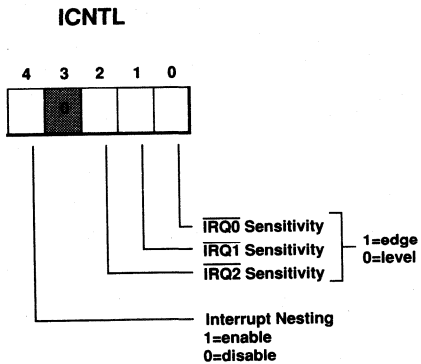 ICNTL
4 3 2 1 0
0
IRQ0 Sensitivity
IRQ1 Sensitivity
IRQ2 Sensitivity
1=edge
0=level
Interrupt Nesting
1=enable
0=disable